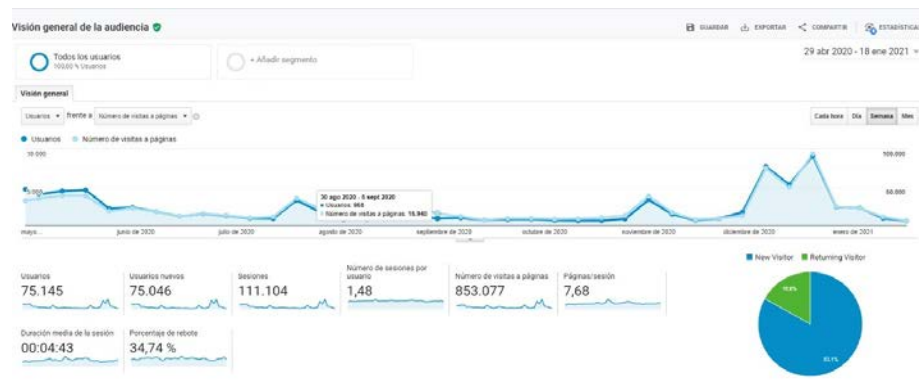 Visión general de la audiencia
GUARDAR EXPORTAR COMPARTIR ESTADÍSTICAS
29 abr 2020 - 18 ene 2021
Todos los usuarios
100,00 % Usuarios
+ Añadir segmento
Visión general
Usuarios frente a Número de visitas a páginas
Cada hora Día Semana Mes
Usuarios Número de visitas a páginas
10.000 100.000
5.000 50.000
30 ago 2020 - 5 sept 2020
Usuarios:
Número de visitas a páginas:
mayo... junio de 2020 julio de 2020 agosto de 2020 septiembre de 2020 octubre de 2020 noviembre de 2020 diciembre de 2020 enero de 2021
New Visitor Returning Visitor
Usuarios
75.145
Usuarios nuevos
75.046
Sesiones
111.104
Número de sesiones por usuario
1,48
Número de visitas a páginas
853.077
Páginas/sesión
7,68
Duración media de la sesión
00:04:43
Porcentaje de rebote
34,74 %